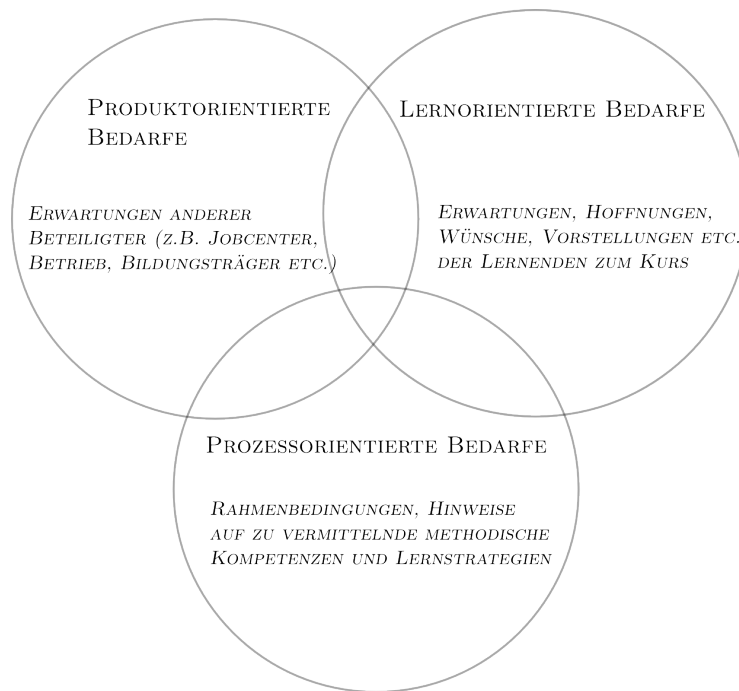 Produktorientierte
Bedarfe
Erwartungen anderer
Beteiligter (z.B. Jobcenter,
Betrieb, Bildungsträger etc.)
Lernorientierte Bedarfe
Erwartungen, Hoffnungen,
Wünsche, Vorstellungen etc.
der Lernenden zum Kurs
Prozessorientierte Bedarfe
Rahmenbedingungen, Hinweise
auf zu vermittelnde methodische
Kompetenzen und Lernstrategien